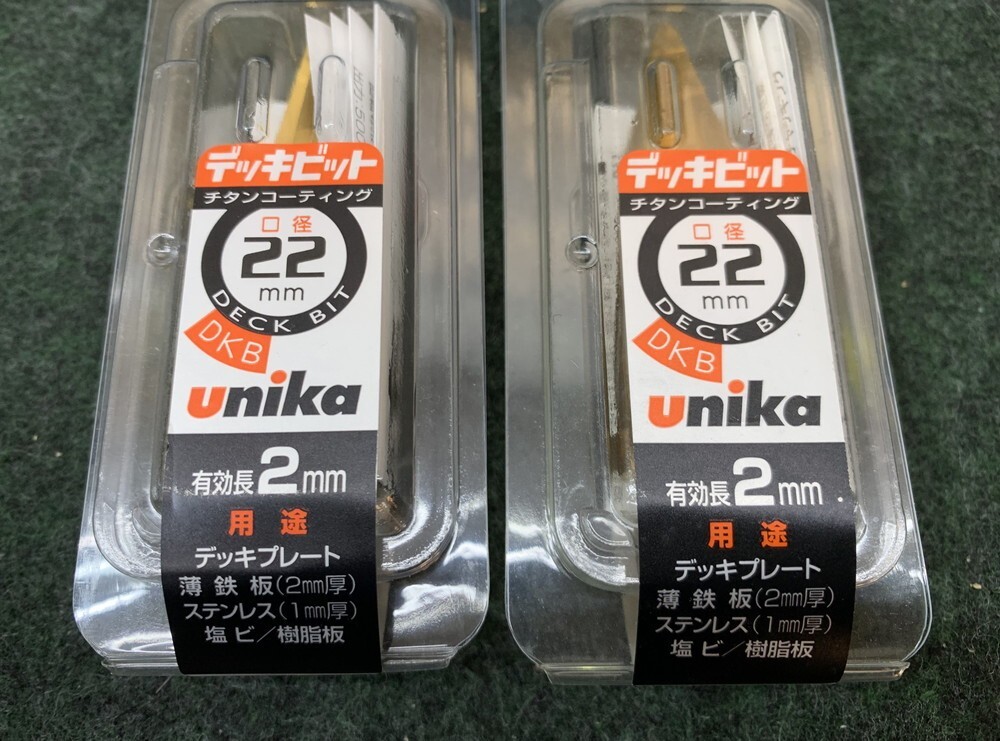 デッキビット
チタンコーティング
口径
22
mm
DECK BIT
DKB
unika
有効長2mm
用途
デッキプレート
薄鉄板(2mm厚)
ステンレス(1mm厚)
塩ビ/樹脂板
デッキビット
チタンコーティング
口径
22
mm
DECK BIT
DKB
unika
有効長2mm
用途
デッキプレート
薄鉄板(2mm厚)
ステンレス(1mm厚)
塩ビ/樹脂板